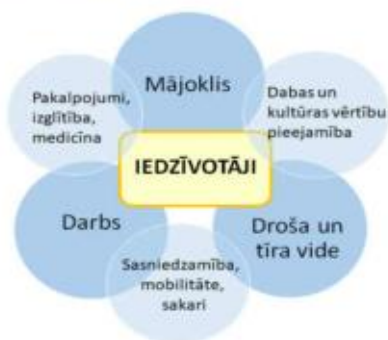 Mājoklis
Pakalpojumi,
izglītība,
medicīna
Dabas un
kultūras vērtību
pieejamība
IEDZĪVOTĀJI
Darbs
Droša un
tīra vide
Sasniedzamība,
mobilitāte,
sakari